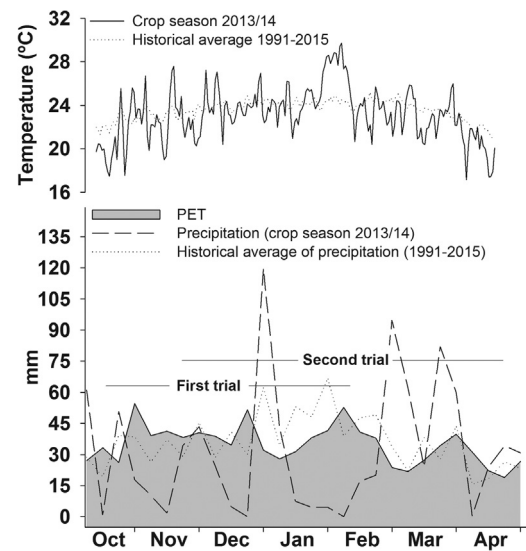 Crop season 2013/14
Historical average 1991-2015
Temperature (ºC)
32
28
24
20
16
PET
Precipitation (crop season 2013/14)
Historical average of precipitation (1991-2015)
mm
135
120
105
90
75
60
45
30
15
0
Second trial
First trial
Oct Nov Dec Jan Feb Mar Apr